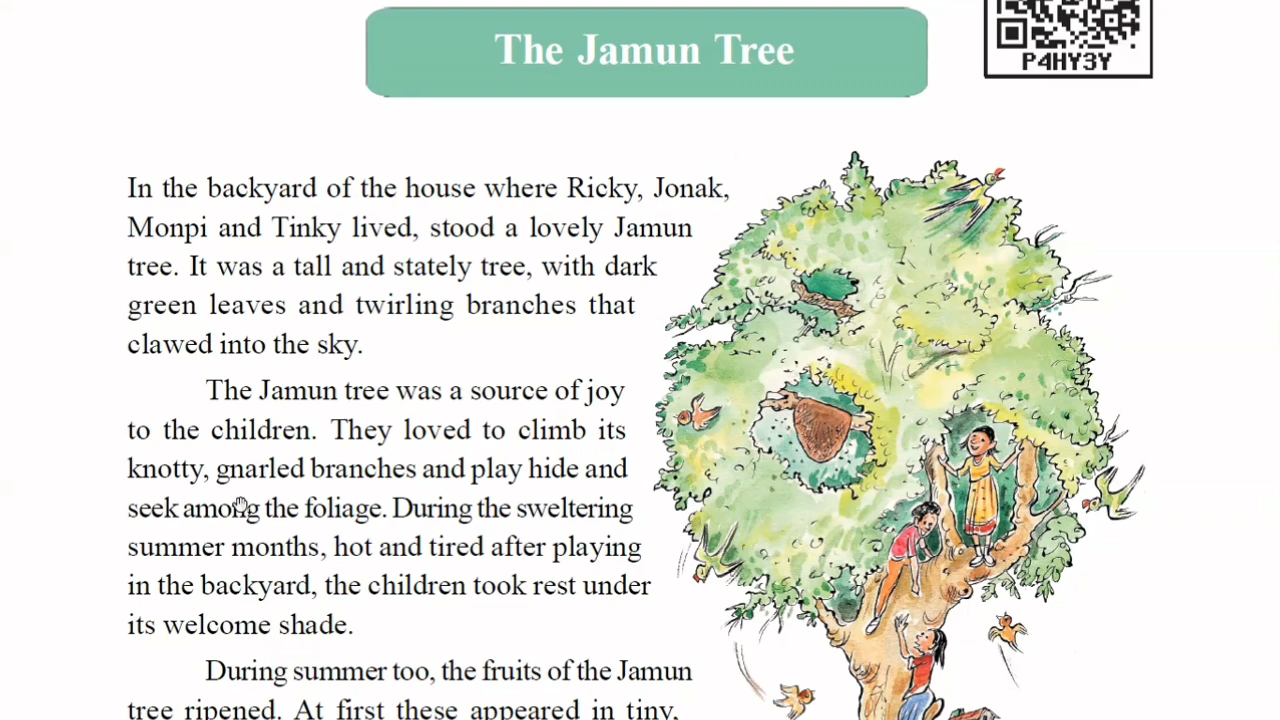 The Jamun Tree
P4HY3Y
In the backyard of the house where Ricky, Jonak,
Monpi and Tinky lived, stood a lovely Jamun
tree. It was a tall and stately tree, with dark
green leaves and twirling branches that
clawed into the sky.
The Jamun tree was a source of joy
to the children. They loved to climb its
knotty, gnarled branches and play hide and
seek among the foliage. During the sweltering
summer months, hot and tired after playing
in the backyard, the children took rest under
its welcome shade.
During summer too, the fruits of the Jamun
tree ripened. At first these appeared in tiny,